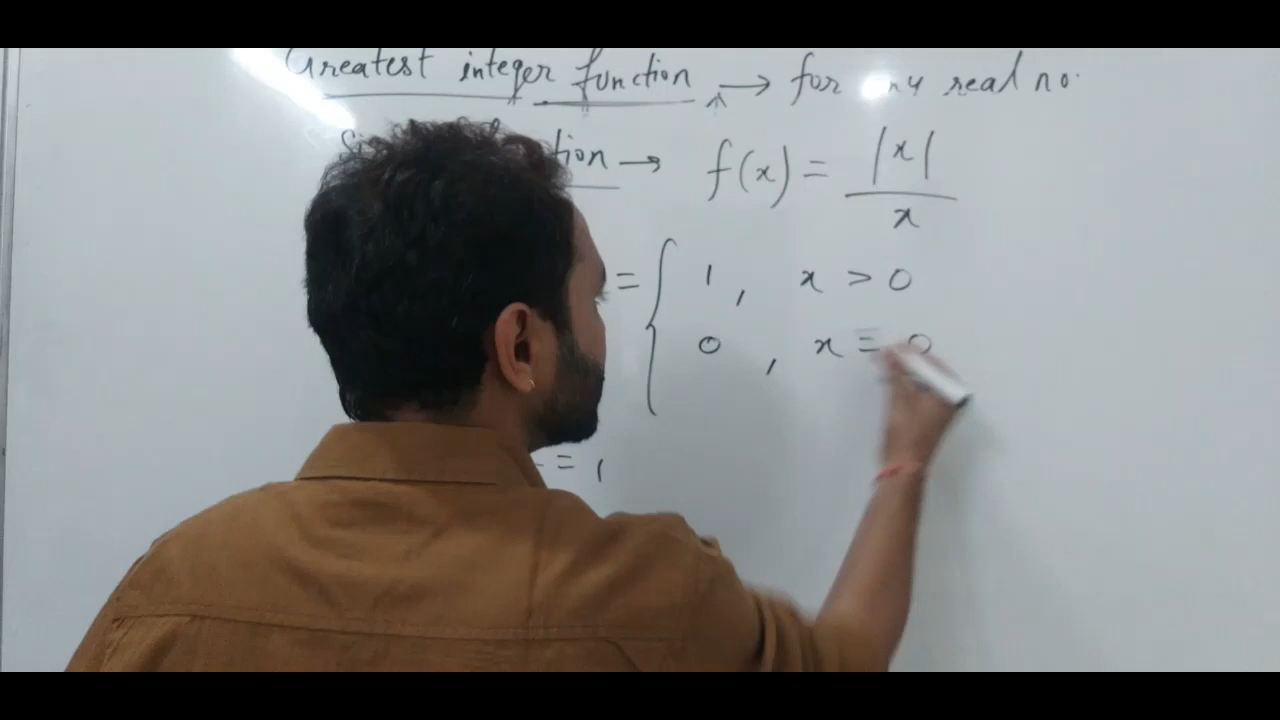 Greatest integer function → for any real no.
→ f(x) = |x| / x
= { 1, x > 0
0, x = 0
= 1